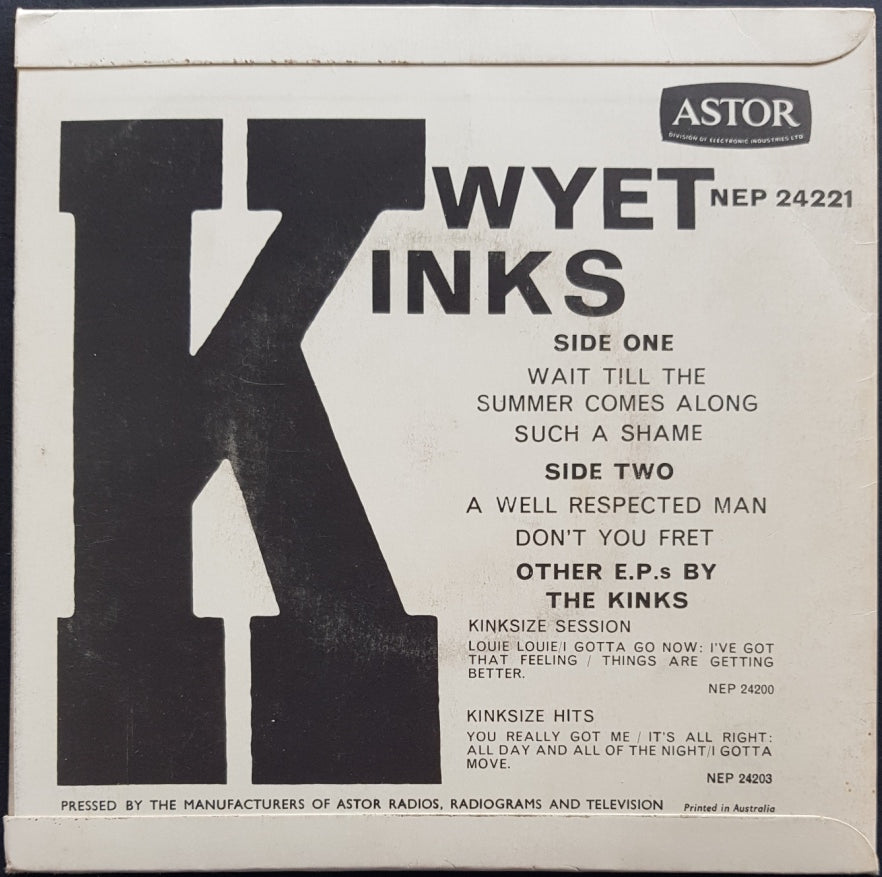 ASTOR
DIVISION OF ELECTRONIC INDUSTRIES LTD
KWYET NEP 24221
KINKS
SIDE ONE
WAIT TILL THE
SUMMER COMES ALONG
SUCH A SHAME
SIDE TWO
A WELL RESPECTED MAN
DON'T YOU FRET
OTHER E.P.s BY
THE KINKS
KINKSIZE SESSION
LOUIE LOUIE/I GOTTA GO NOW: I'VE GOT
THAT FEELING / THINGS ARE GETTING
BETTER.
NEP 24200
KINKSIZE HITS
YOU REALLY GOT ME / IT'S ALL RIGHT:
ALL DAY AND ALL OF THE NIGHT/I GOTTA
MOVE.
NEP 24203
PRESSED BY THE MANUFACTURERS OF ASTOR RADIOS, RADIOGRAMS AND TELEVISION Printed in Australia